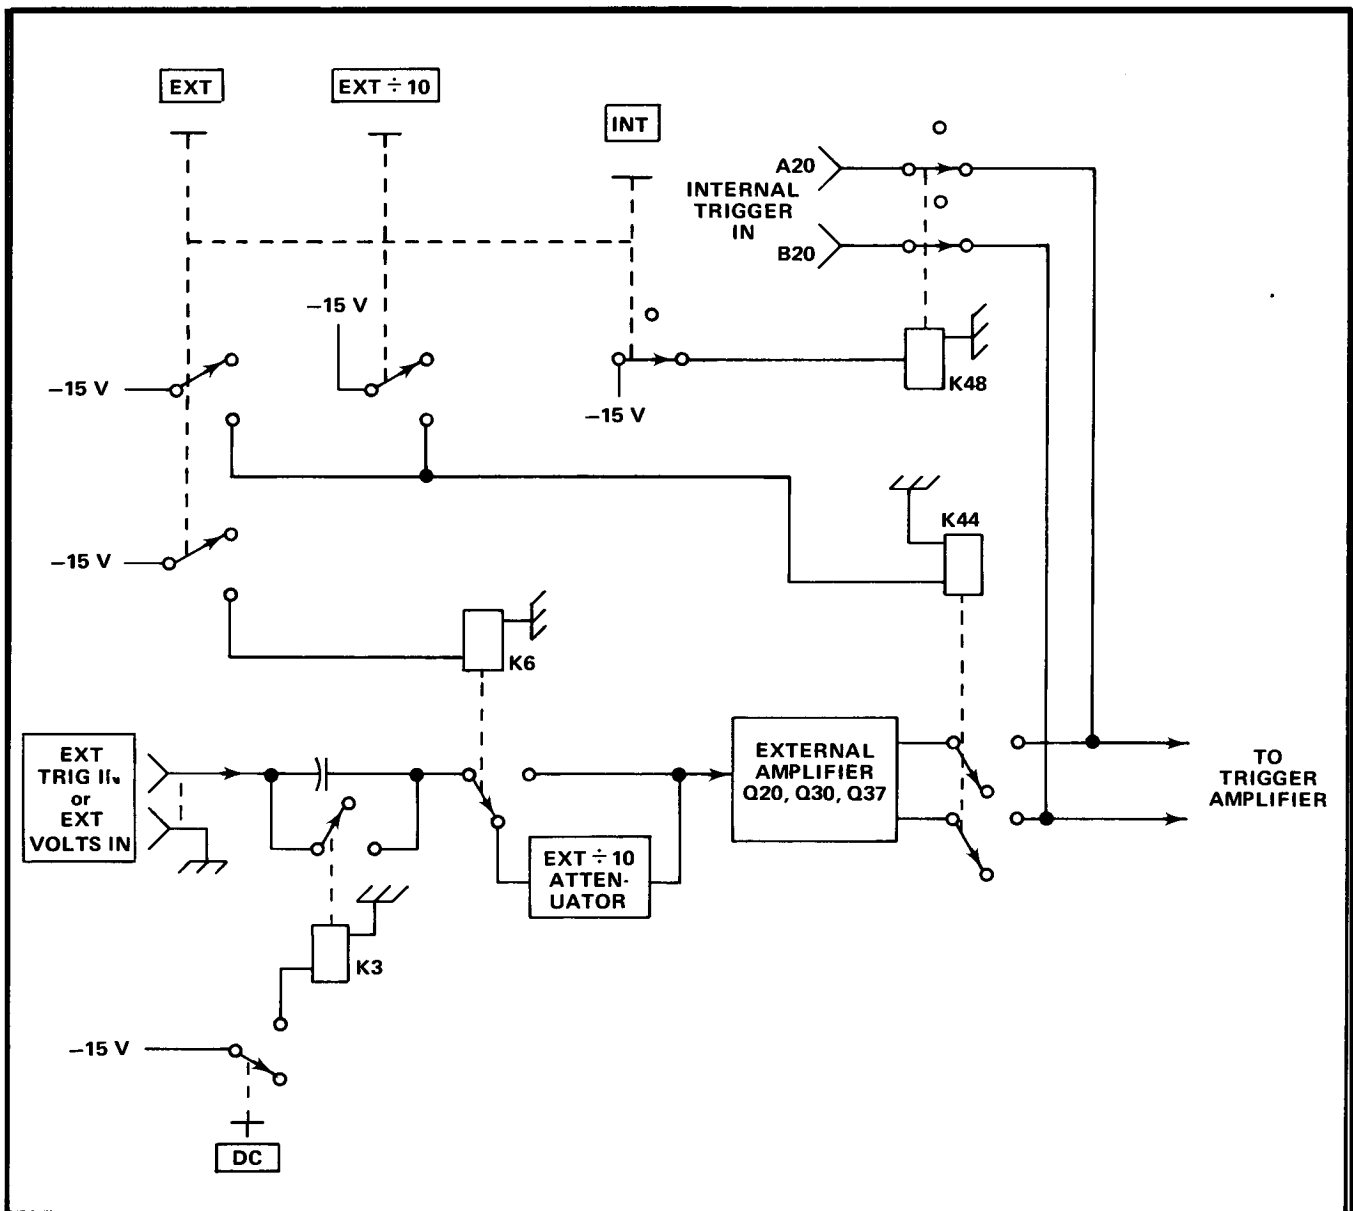 EXT
EXT ÷ 10
INT
A20
INTERNAL
TRIGGER
IN
B20
−15 V
−15 V
−15 V
K48
K44
−15 V
K6
EXT
TRIG IN
or
EXT
VOLTS IN
EXTERNAL
AMPLIFIER
Q20, Q30, Q37
TO
TRIGGER
AMPLIFIER
EXT ÷ 10
ATTEN-
UATOR
K3
−15 V
DC